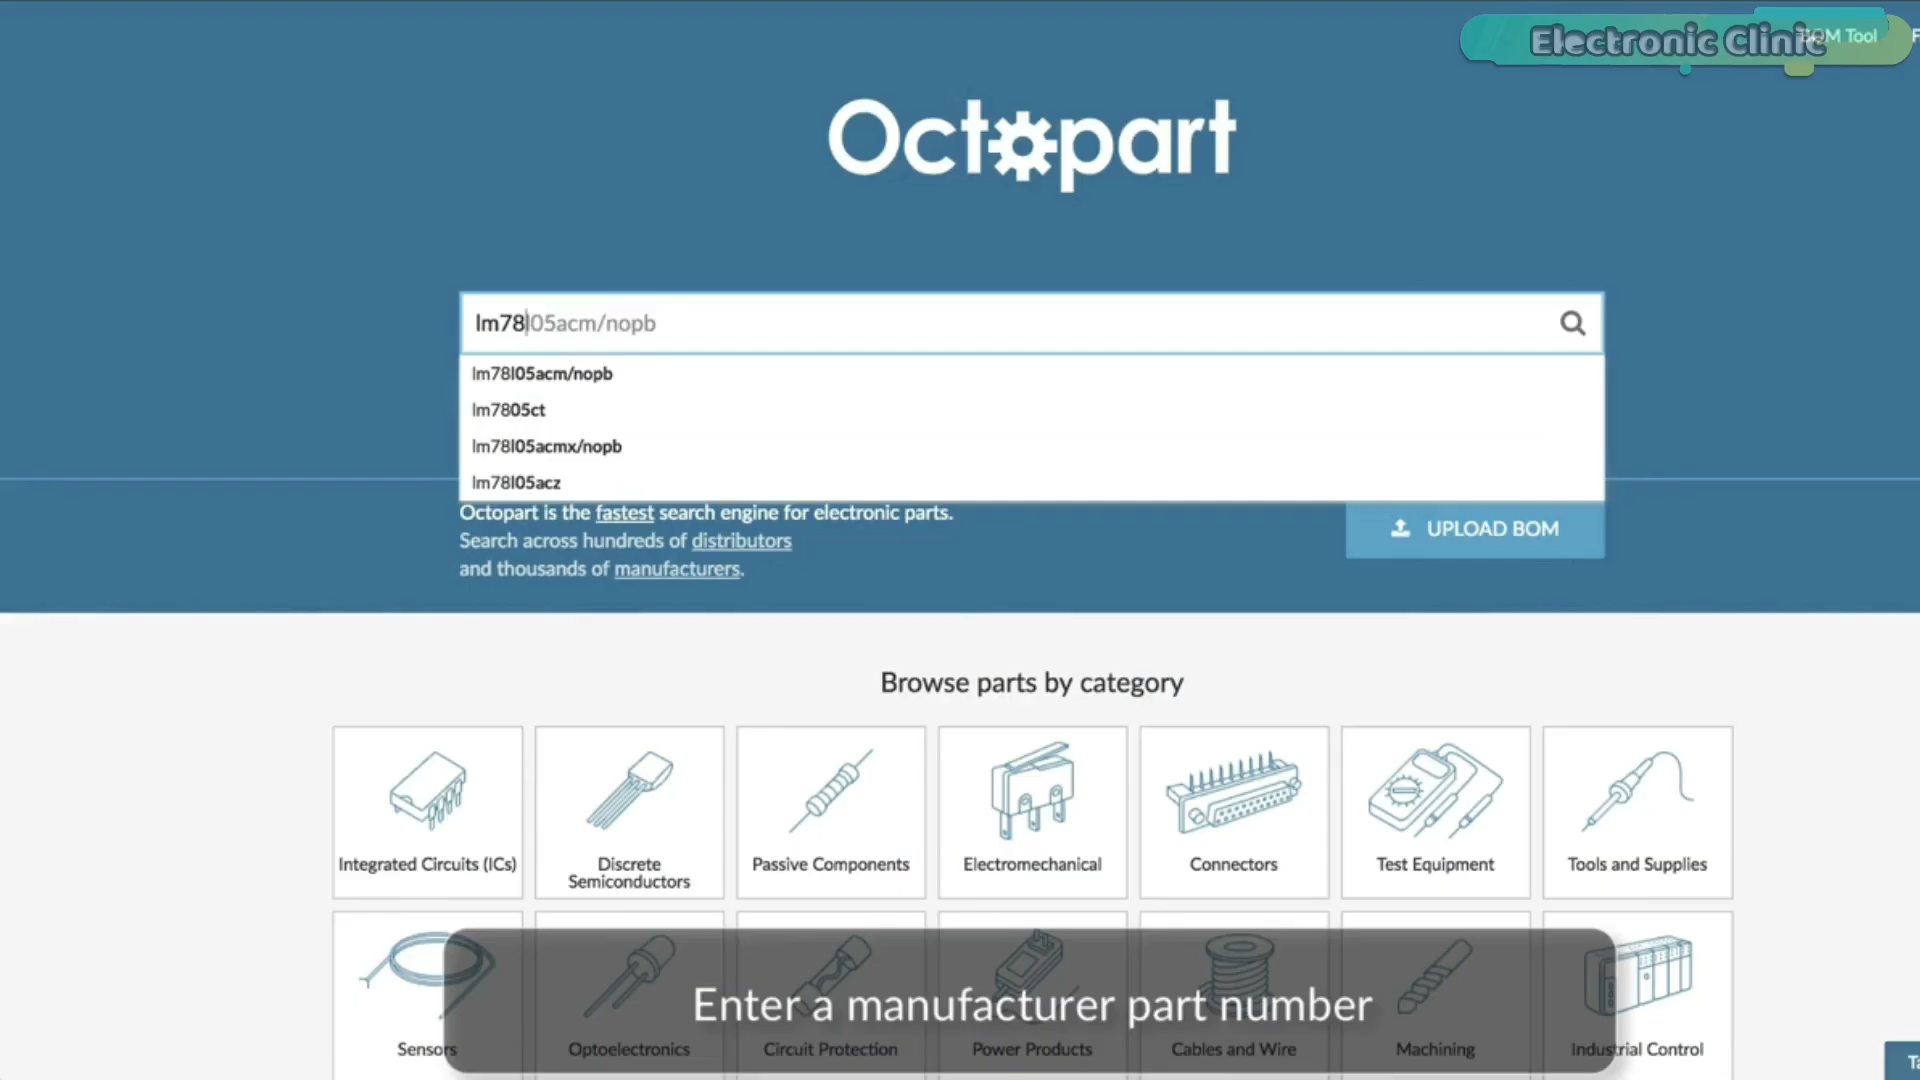 Electronic Clinic
BOM Tool
Octopart
lm78l05acm/nopb
lm78l05acm/nopb
lm7805ct
lm78l05acmx/nopb
lm78l05acz
Octopart is the fastest search engine for electronic parts.
Search across hundreds of distributors
and thousands of manufacturers.
UPLOAD BOM
Browse parts by category
Integrated Circuits (ICs)
Discrete
Semiconductors
Passive Components
Electromechanical
Connectors
Test Equipment
Tools and Supplies
Enter a manufacturer part number
Sensors
Optoelectronics
Circuit Protection
Power Products
Cables and Wire
Machining
Industrial Control